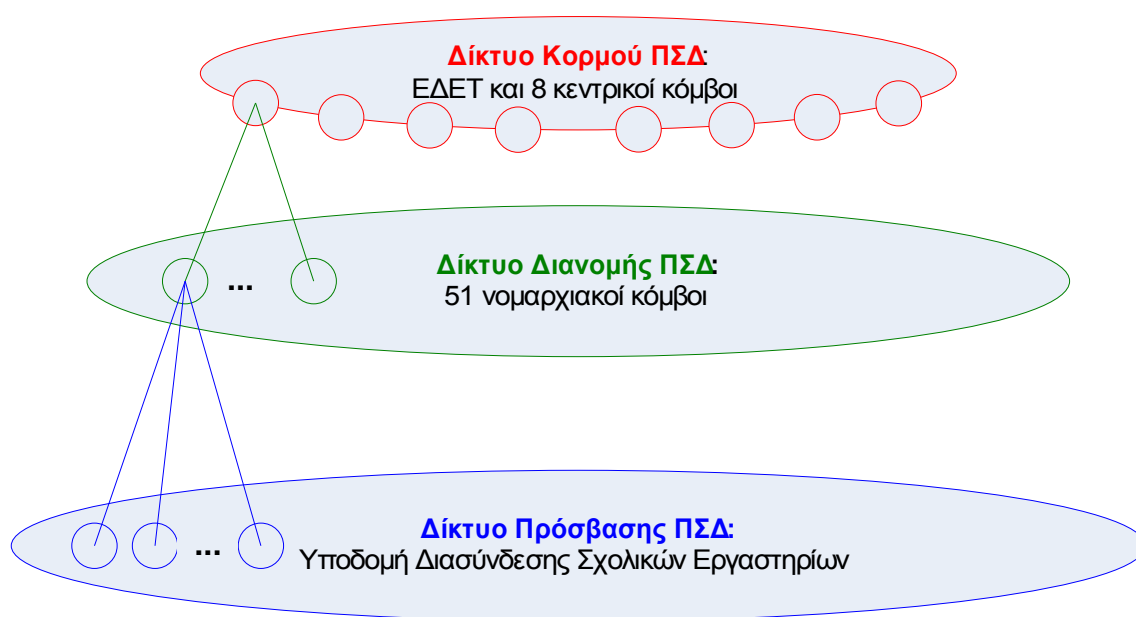 Δίκτυο Κορμού ΠΣΔ:
ΕΔΕΤ και 8 κεντρικοί κόμβοι
Δίκτυο Διανομής ΠΣΔ:
51 νομαρχιακοί κόμβοι
...
Δίκτυο Πρόσβασης ΠΣΔ:
Υποδομή Διασύνδεσης Σχολικών Εργαστηρίων
...